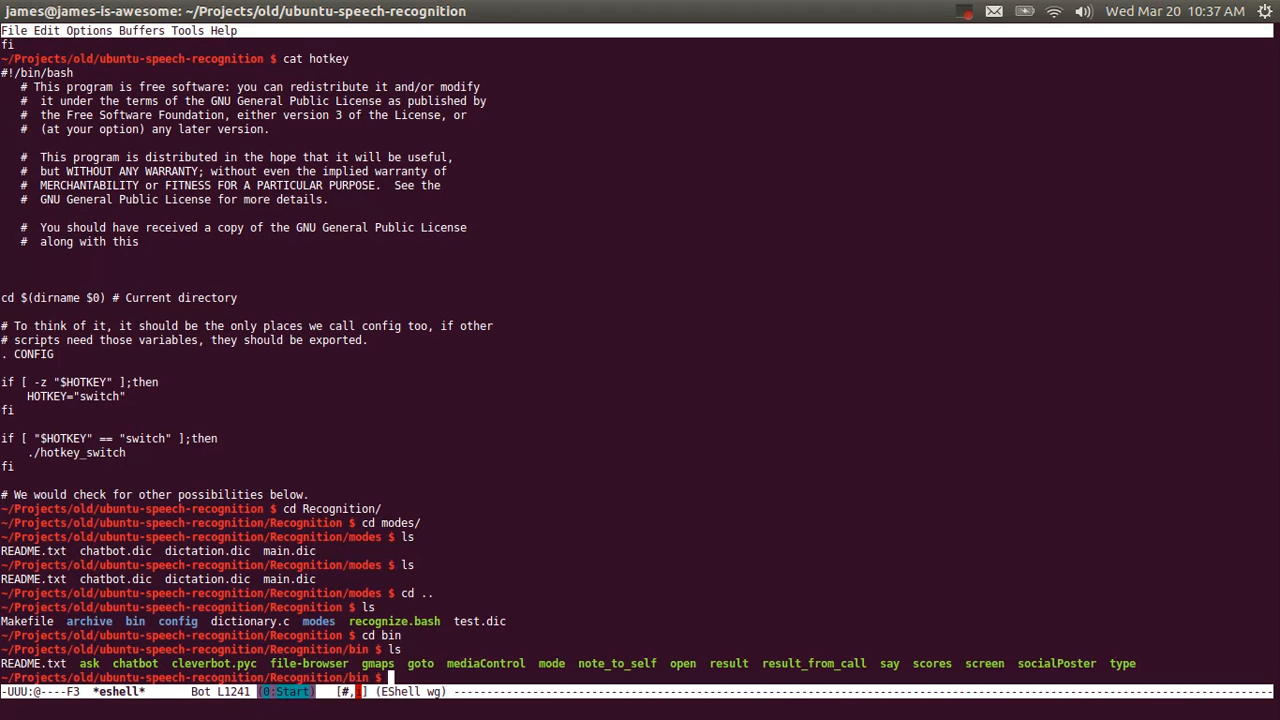 james@james-is-awesome: ~/Projects/old/ubuntu-speech-recognition
Wed Mar 20 10:37 AM
File Edit Options Buffers Tools Help
fi
~/Projects/old/ubuntu-speech-recognition $ cat hotkey
#!/bin/bash
# This program is free software: you can redistribute it and/or modify
# it under the terms of the GNU General Public License as published by
# the Free Software Foundation, either version 3 of the License, or
# (at your option) any later version.
# This program is distributed in the hope that it will be useful,
# but WITHOUT ANY WARRANTY; without even the implied warranty of
# MERCHANTABILITY or FITNESS FOR A PARTICULAR PURPOSE.  See the
# GNU General Public License for more details.
# You should have received a copy of the GNU General Public License
# along with this
cd $(dirname $0) # Current directory
# To think of it, it should be the only places we call config too, if other
# scripts need those variables, they should be exported.
. CONFIG
if [ -z "$HOTKEY" ];then
HOTKEY="switch"
fi
if [ "$HOTKEY" == "switch" ];then
./hotkey_switch
fi
# We would check for other possibilities below.
~/Projects/old/ubuntu-speech-recognition $ cd Recognition/
~/Projects/old/ubuntu-speech-recognition/Recognition $ cd modes/
~/Projects/old/ubuntu-speech-recognition/Recognition/modes $ ls
README.txt  chatbot.dic  dictation.dic  main.dic
~/Projects/old/ubuntu-speech-recognition/Recognition/modes $ ls
README.txt  chatbot.dic  dictation.dic  main.dic
~/Projects/old/ubuntu-speech-recognition/Recognition/modes $ cd ..
~/Projects/old/ubuntu-speech-recognition/Recognition $ ls
Makefile  archive  bin  config  dictionary.c  modes  recognize.bash  test.dic
~/Projects/old/ubuntu-speech-recognition/Recognition $ cd bin
~/Projects/old/ubuntu-speech-recognition/Recognition/bin $ ls
README.txt  ask  chatbot  cleverbot.pyc  file-browser  gmaps  goto  mediaControl  mode  note_to_self  open  result  result_from_call  say  scores  screen  socialPoster  type
~/Projects/old/ubuntu-speech-recognition/Recognition/bin $
-UUU:@----F3  *eshell*  Bot L1241  (0:Start)  [#,i] (EShell wg) ----------------------------------------